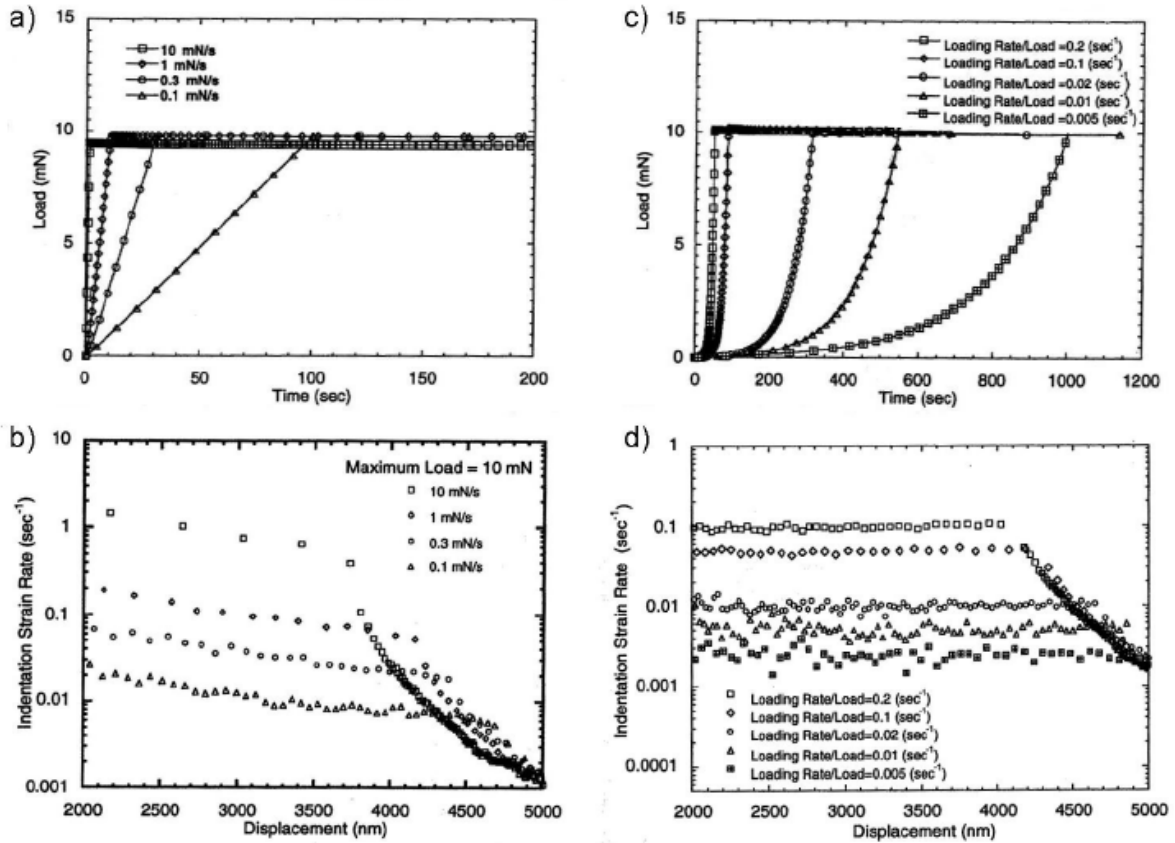 a)
15
10
5
0
Load (mN)
10 mN/s
1 mN/s
0.3 mN/s
0.1 mN/s
0 50 100 150 200
Time (sec)
c)
15
10
5
0
Load (mN)
Loading Rate/Load =0.2 (sec⁻¹)
Loading Rate/Load =0.1 (sec⁻¹)
Loading Rate/Load =0.02 (sec⁻¹)
Loading Rate/Load =0.01 (sec⁻¹)
Loading Rate/Load =0.005 (sec⁻¹)
0 200 400 600 800 1000 1200
Time (sec)
b)
10
1
0.1
0.01
0.001
Indentation Strain Rate (sec⁻¹)
Maximum Load = 10 mN
10 mN/s
1 mN/s
0.3 mN/s
0.1 mN/s
2000 2500 3000 3500 4000 4500 5000
Displacement (nm)
d)
1
0.1
0.01
0.001
0.0001
Indentation Strain Rate (sec⁻¹)
Loading Rate/Load=0.2 (sec⁻¹)
Loading Rate/Load=0.1 (sec⁻¹)
Loading Rate/Load=0.02 (sec⁻¹)
Loading Rate/Load=0.01 (sec⁻¹)
Loading Rate/Load=0.005 (sec⁻¹)
2000 2500 3000 3500 4000 4500 5000
Displacement (nm)